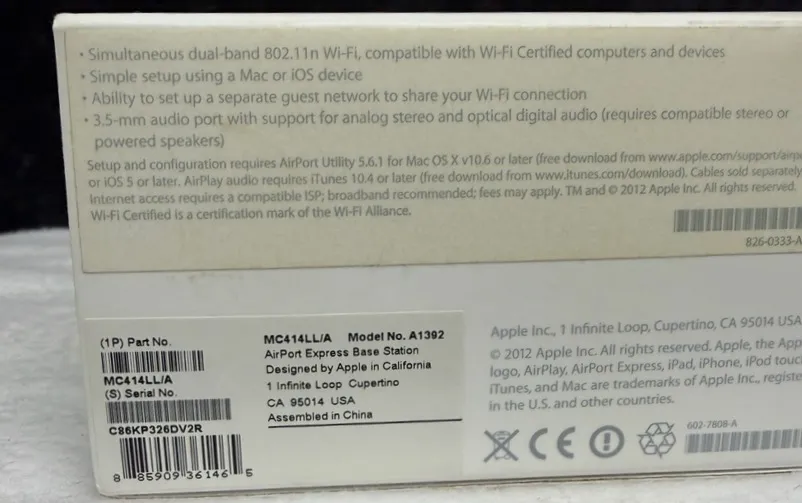 • Simultaneous dual-band 802.11n Wi-Fi, compatible with Wi-Fi Certified computers and devices
• Simple setup using a Mac or iOS device
• Ability to set up a separate guest network to share your Wi-Fi connection
• 3.5-mm audio port with support for analog stereo and optical digital audio (requires compatible stereo or
powered speakers)
Setup and configuration requires AirPort Utility 5.6.1 for Mac OS X v10.6 or later (free download from www.apple.com/support/airp
or iOS 5 or later. AirPlay audio requires iTunes 10.4 or later (free download from www.itunes.com/download). Cables sold separately
Internet access requires a compatible ISP; broadband recommended; fees may apply. TM and © 2012 Apple Inc. All rights reserved.
Wi-Fi Certified is a certification mark of the Wi-Fi Alliance.
826-0333-A
(1P) Part No.
MC414LL/A
(S) Serial No.
C86KP326DV2R
8 85909 36146 5
MC414LL/A Model No. A1392
AirPort Express Base Station
Designed by Apple in California
1 Infinite Loop Cupertino
CA 95014 USA
Assembled in China
Apple Inc., 1 Infinite Loop, Cupertino, CA 95014 USA
© 2012 Apple Inc. All rights reserved. Apple, the App
logo, AirPlay, AirPort Express, iPad, iPhone, iPod touc
iTunes, and Mac are trademarks of Apple Inc., registe
in the U.S. and other countries.
CE
602-7808-A